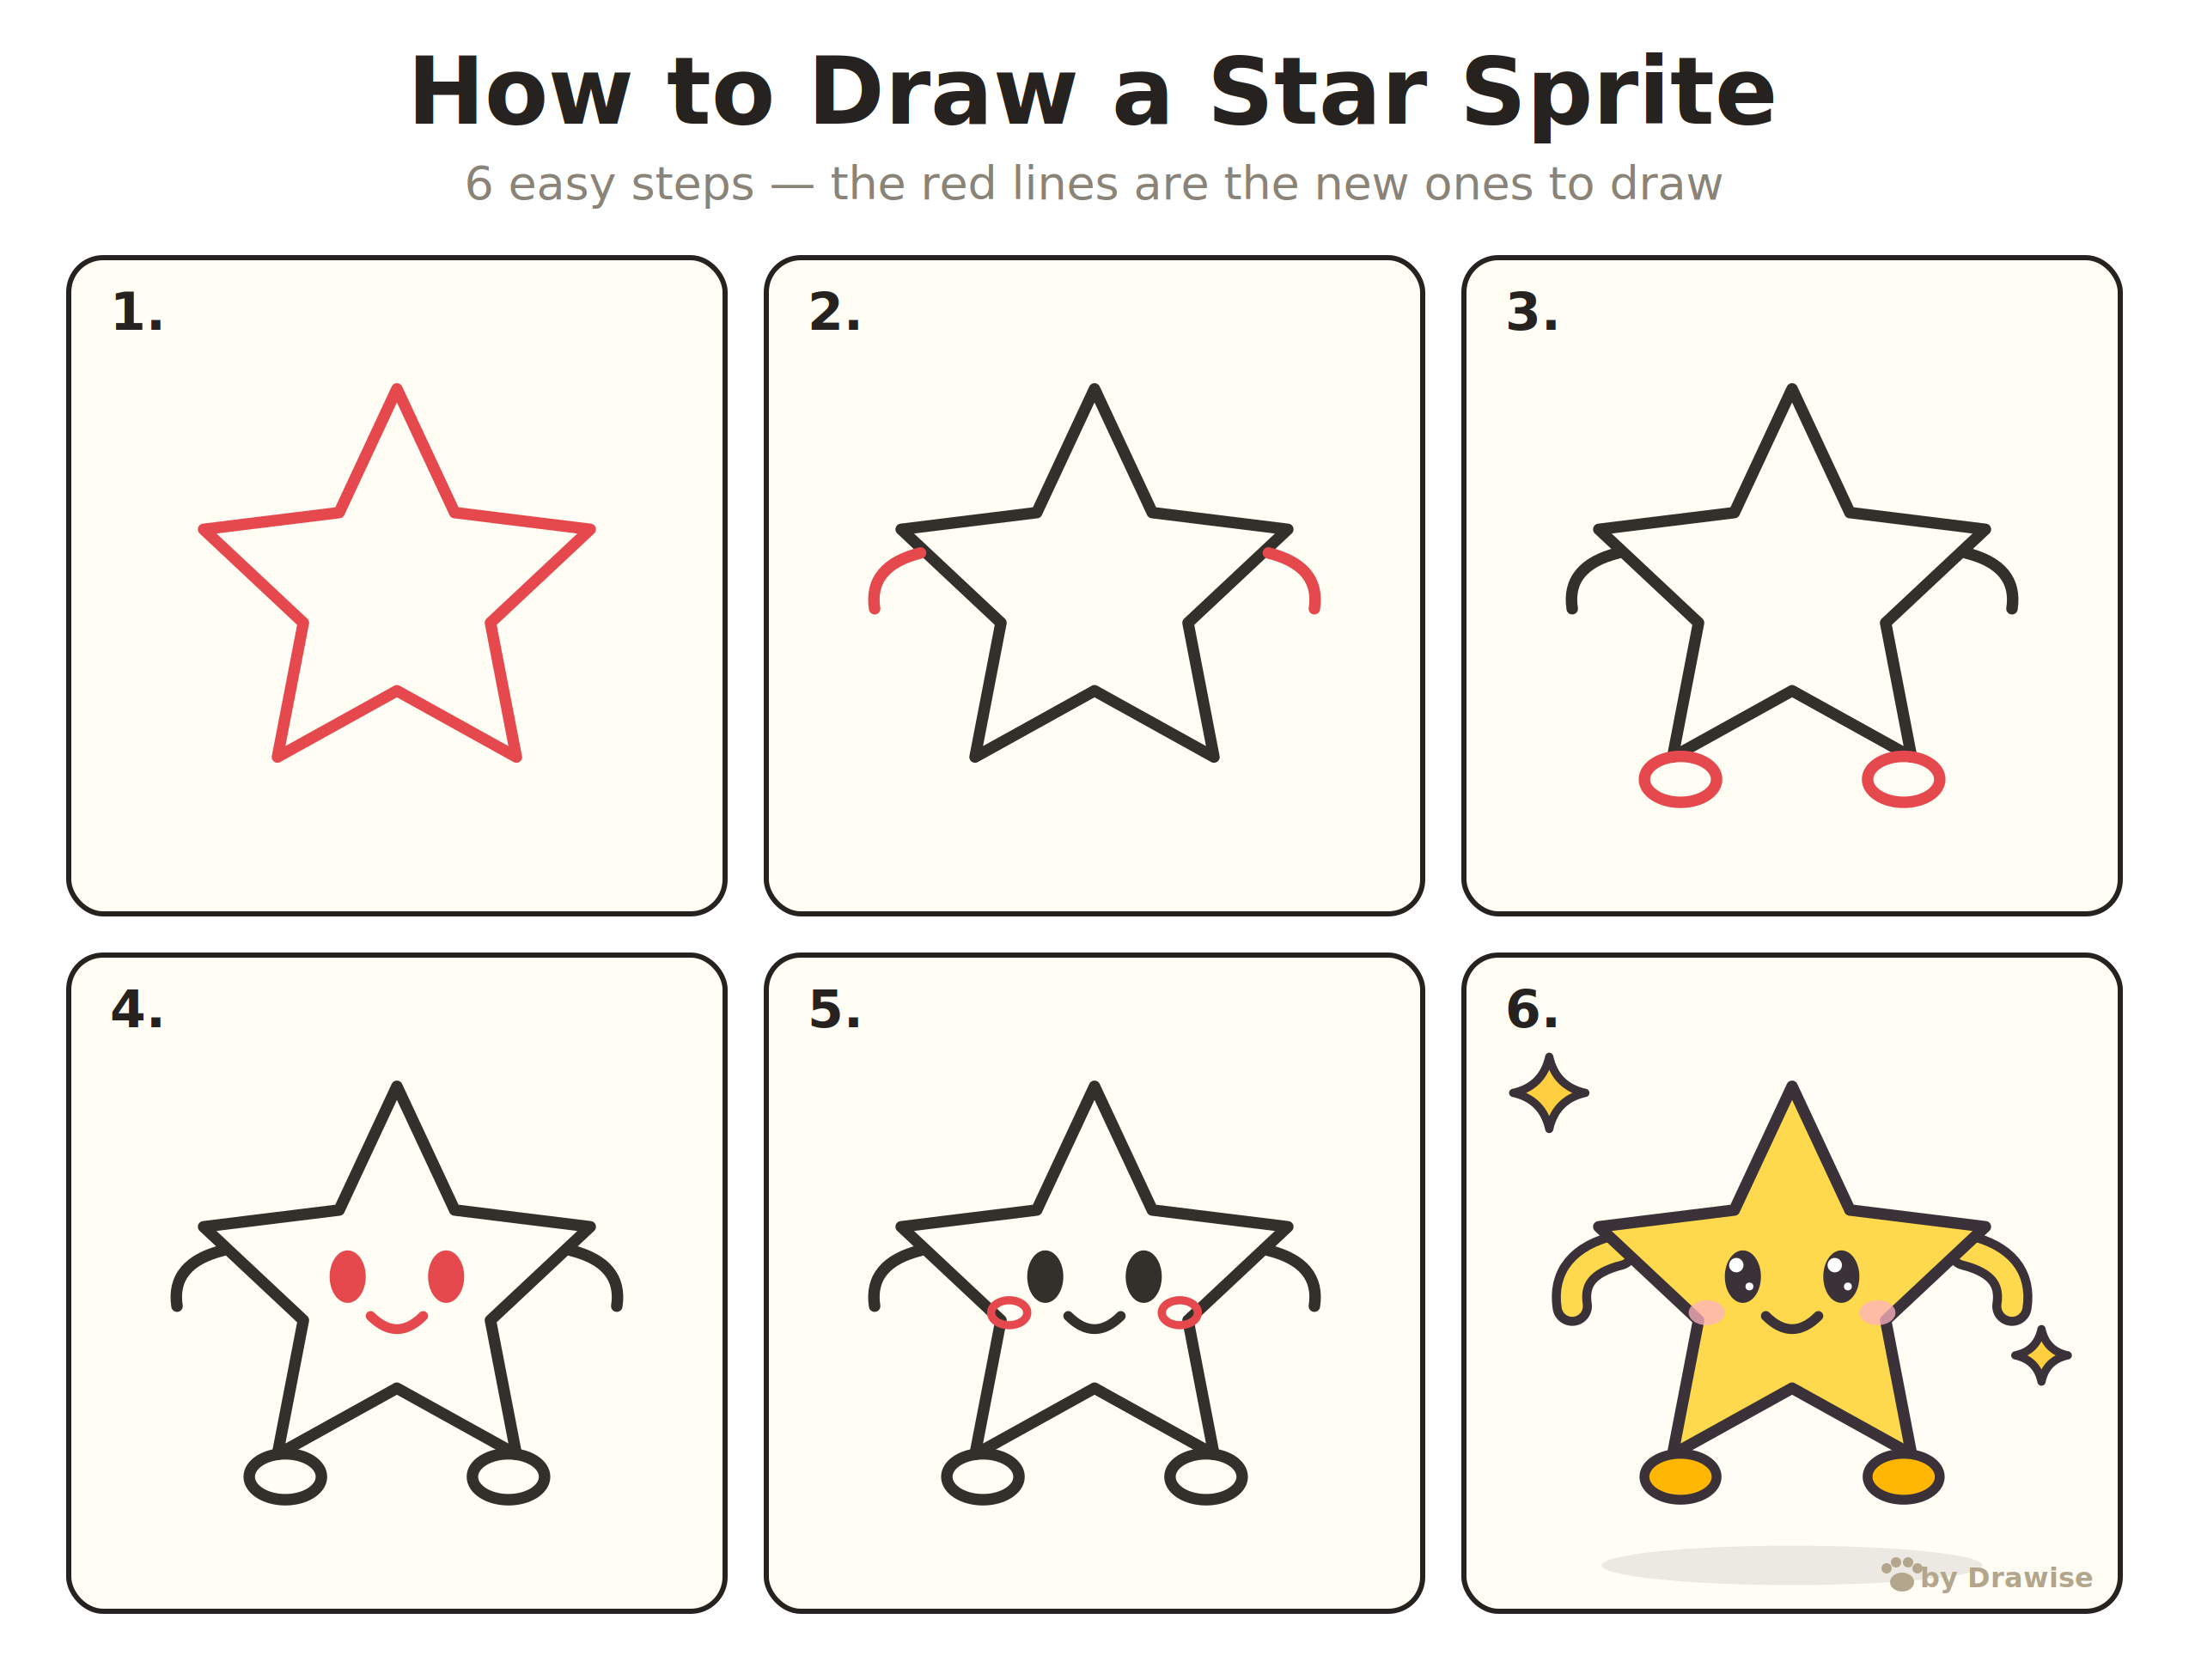 How to Draw a Star Sprite
6 easy steps — the red lines are the new ones to draw
1.
2.
3.
4.
5.
6.
by Drawise